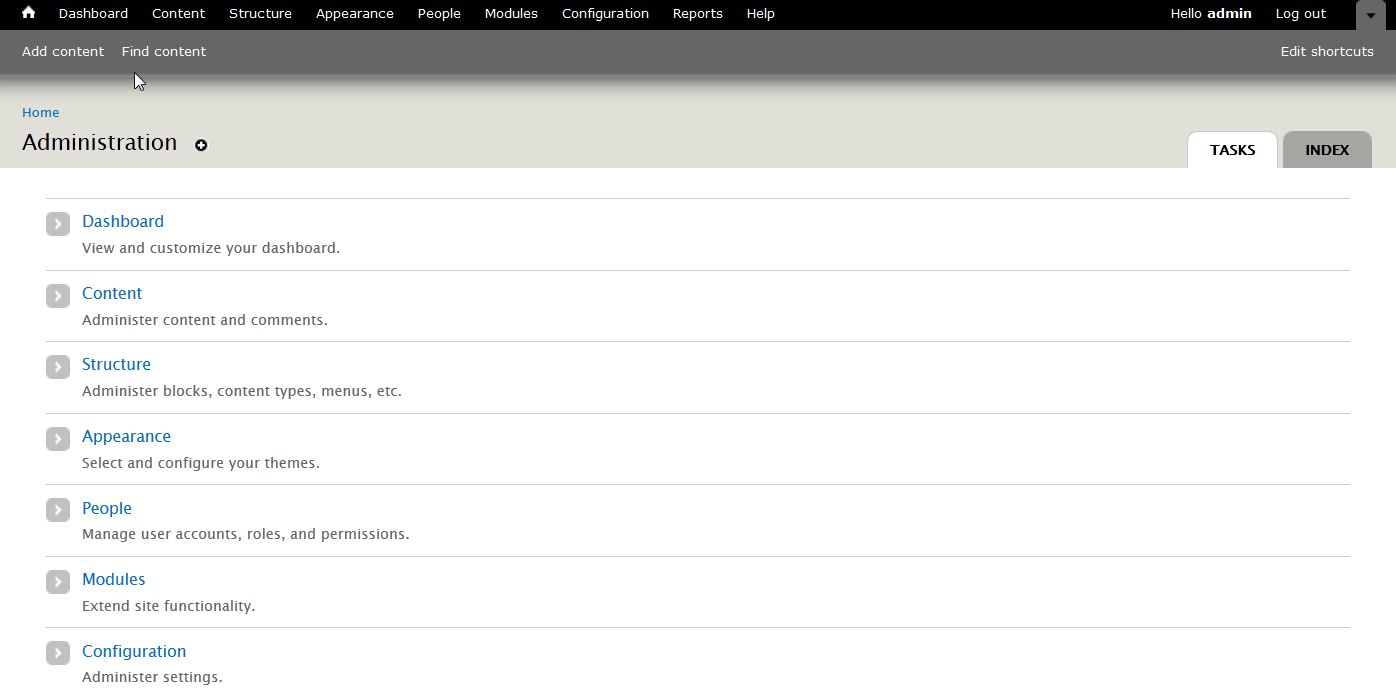 Dashboard Content Structure Appearance People Modules Configuration Reports Help Hello admin Log out
Add content Find content Edit shortcuts
Home
Administration
TASKS INDEX
Dashboard
View and customize your dashboard.
Content
Administer content and comments.
Structure
Administer blocks, content types, menus, etc.
Appearance
Select and configure your themes.
People
Manage user accounts, roles, and permissions.
Modules
Extend site functionality.
Configuration
Administer settings.